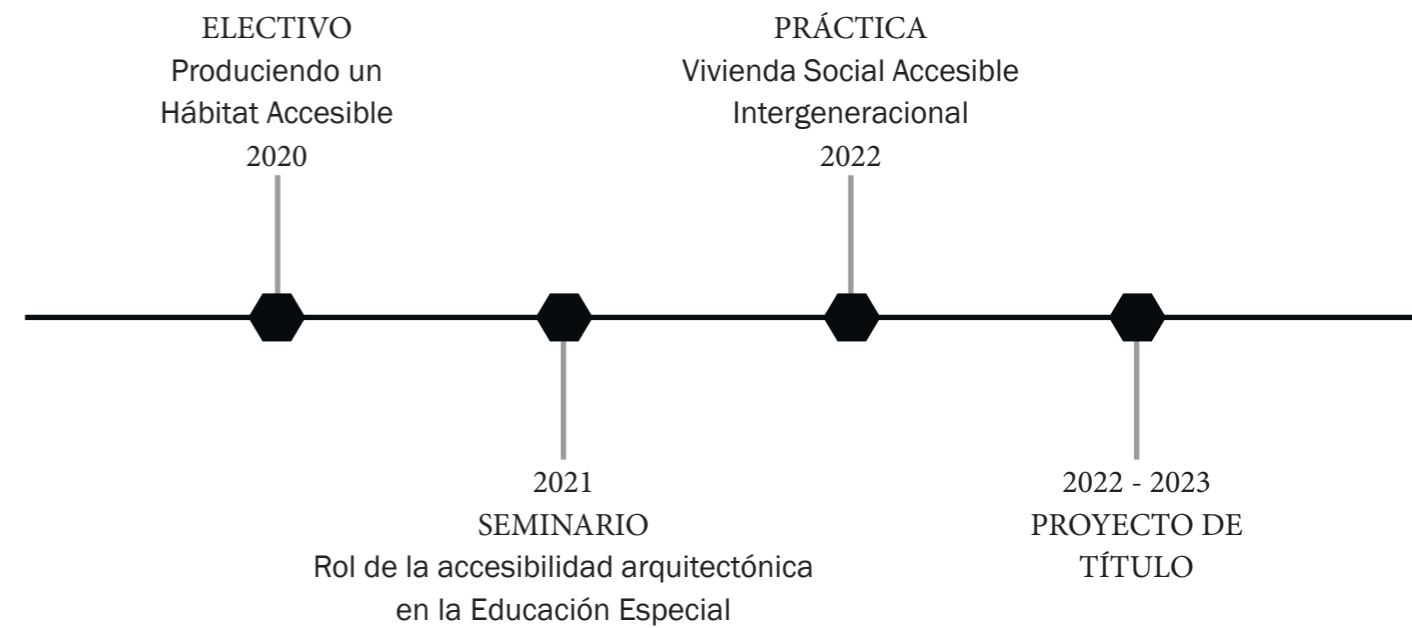 ELECTIVO
Produciendo un
Hábitat Accesible
2020
PRÁCTICA
Vivienda Social Accesible
Intergeneracional
2022
2021
SEMINARIO
Rol de la accesibilidad arquitectónica
en la Educación Especial
2022 - 2023
PROYECTO DE
TÍTULO